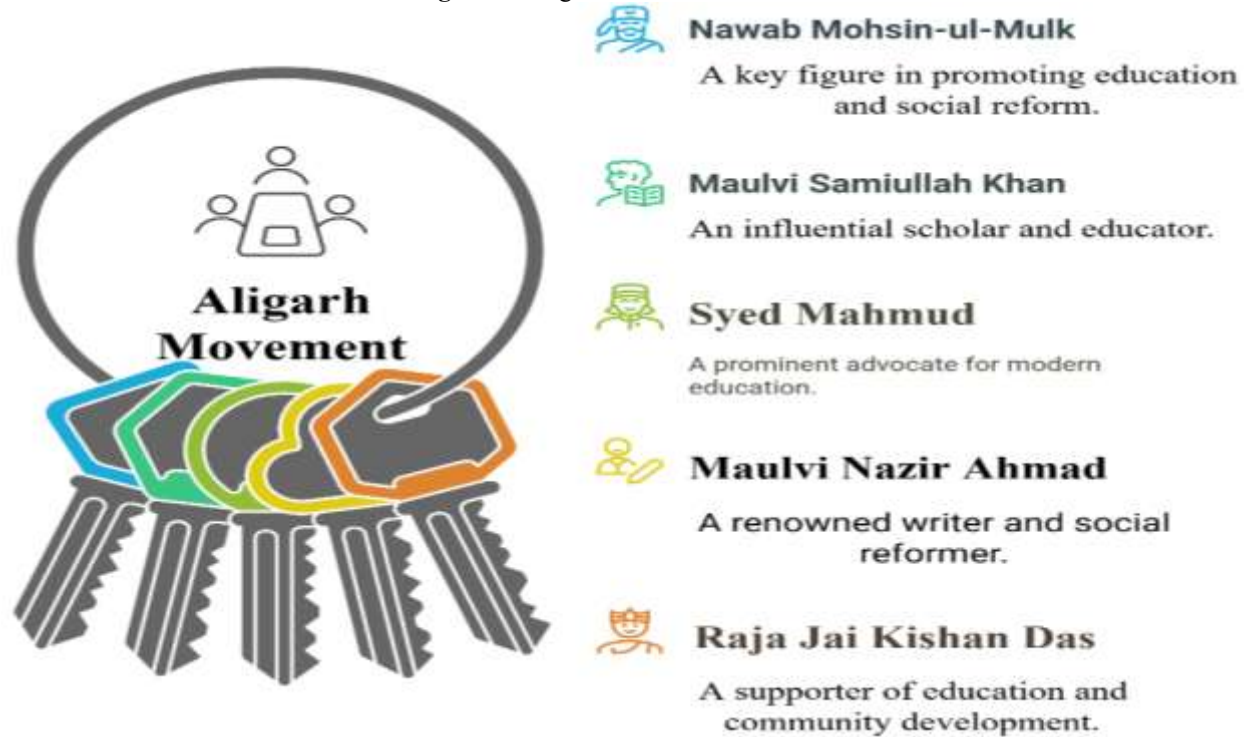 Aligarh
Movement
Nawab Mohsin-ul-Mulk
A key figure in promoting education
and social reform.
Maulvi Samiullah Khan
An influential scholar and educator.
Syed Mahmud
A prominent advocate for modern
education.
Maulvi Nazir Ahmad
A renowned writer and social
reformer.
Raja Jai Kishan Das
A supporter of education and
community development.